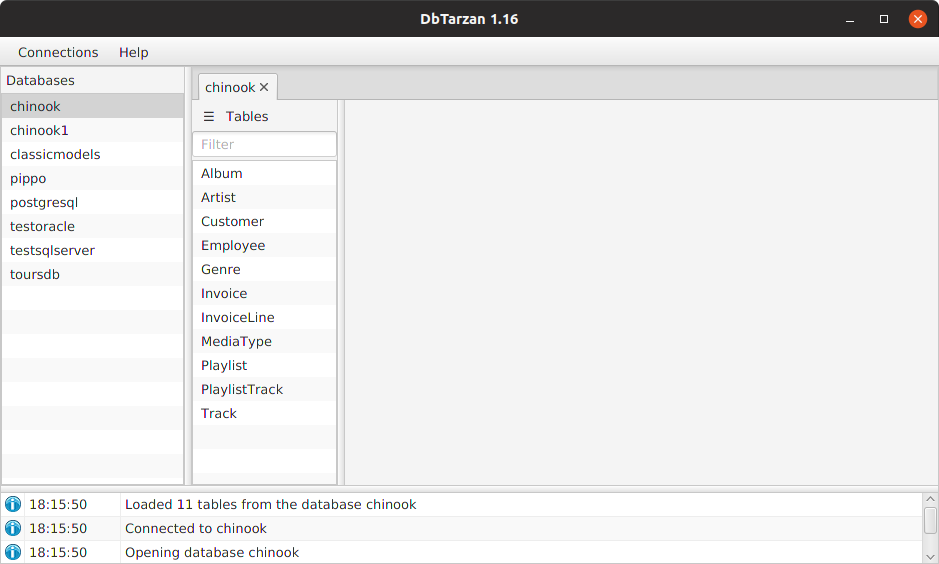 DbTarzan 1.16
Connections Help
Databases
chinook
chinook1
classicmodels
pippo
postgresql
testoracle
testsqlserver
toursdb
chinook
Tables
Filter
Album
Artist
Customer
Employee
Genre
Invoice
InvoiceLine
MediaType
Playlist
PlaylistTrack
Track
18:15:50 Loaded 11 tables from the database chinook
18:15:50 Connected to chinook
18:15:50 Opening database chinook